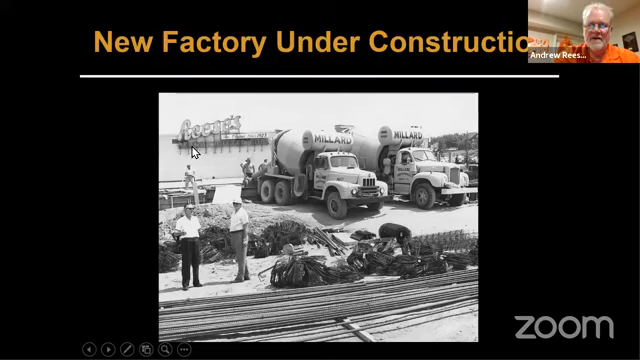 New Factory Under Constructio
Andrew Rees...
Reese's
MILLARD
MILLARD
zoom